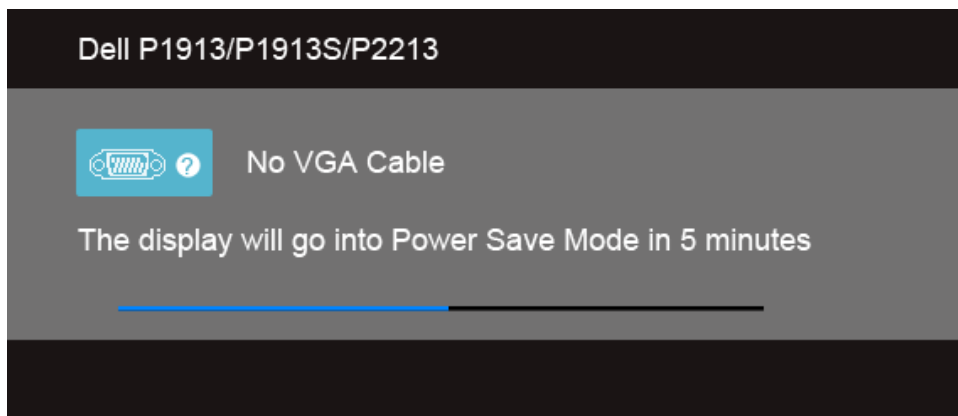 Dell P1913/P1913S/P2213
No VGA Cable
The display will go into Power Save Mode in 5 minutes